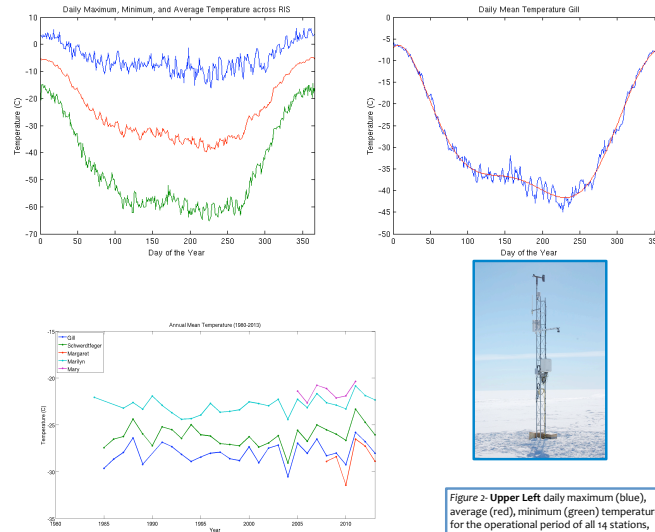 Daily Maximum, Minimum, and Average Temperature across RIS
10
0
-10
-20
-30
-40
-50
-60
-70
0 50 100 150 200 250 300 350
Temperature (C)
Day of the Year
Daily Mean Temperature Gill
-5
-10
-15
-20
-25
-30
-35
-40
-45
-50
0 50 100 150 200 250 300
Temperature (C)
Day of the Year
Annual Mean Temperature (1980-2013)
Gill
Schwerdtfeger
Margaret
Marilyn
Mary
-15
-20
-25
-30
-35
1980 1985 1990 1995 2000 2005 2010
Temperature (C)
Year
Figure 2- Upper Left daily maximum (blue),
average (red), minimum (green)
for the operational period of all 14 stations,